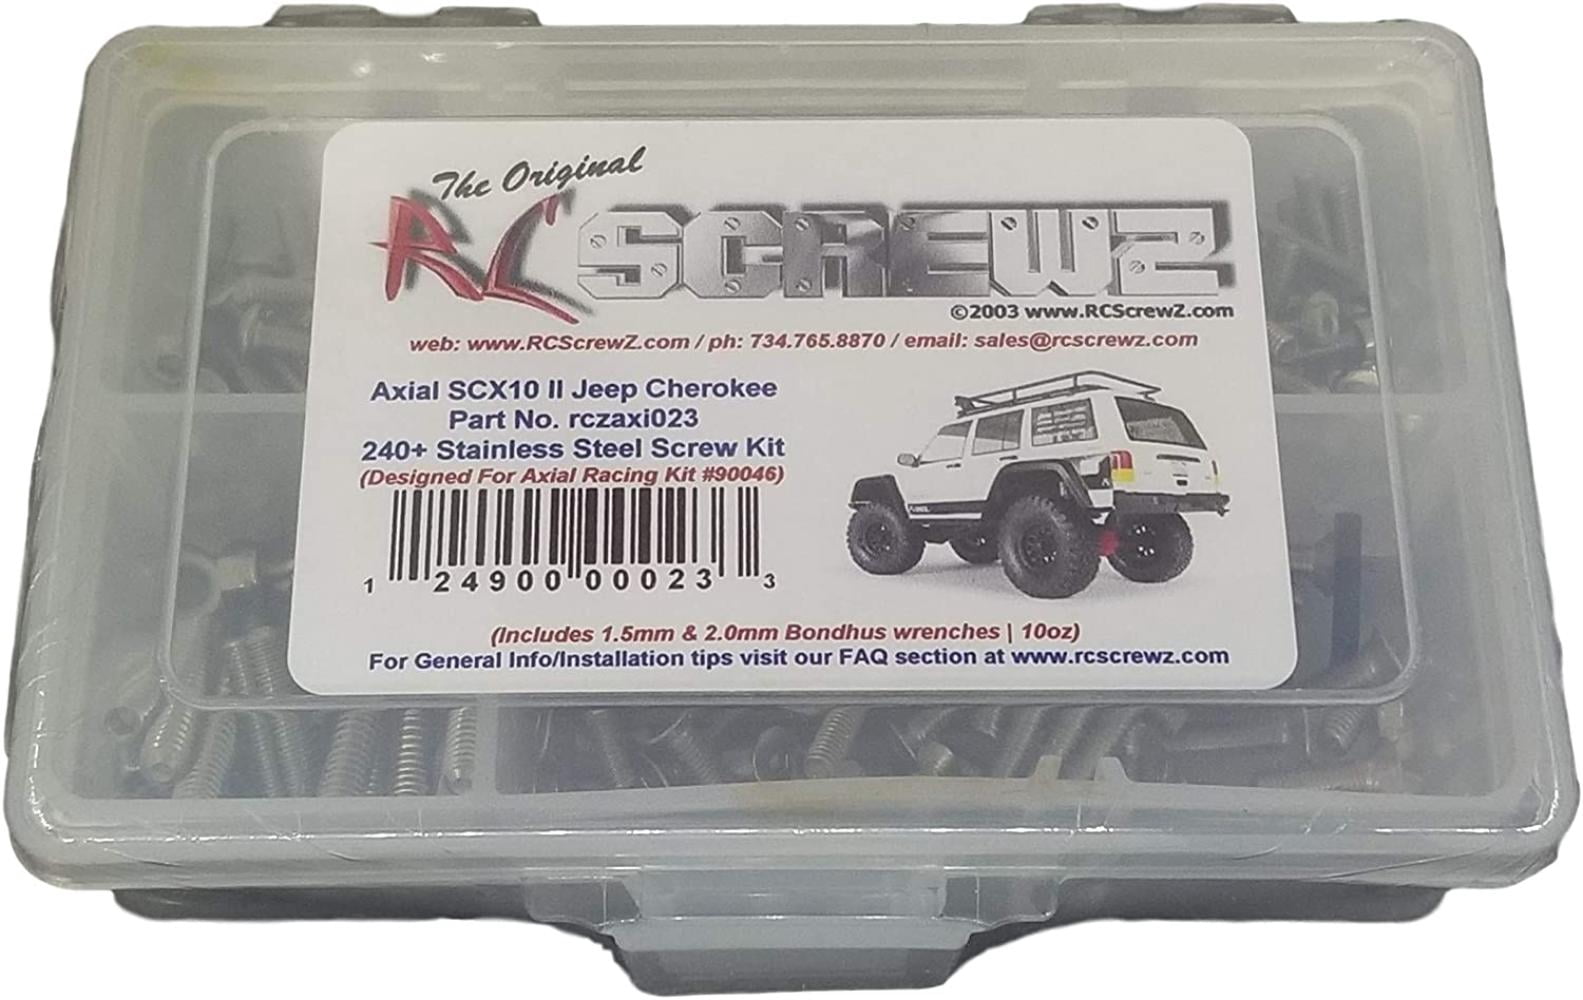 The Original
RC SCREWZ
©2003 www.RCScrewZ.com
web: www.RCScrewZ.com / ph: 734.765.8870 / email: sales@rcscrewz.com
Axial SCX10 II Jeep Cherokee
Part No. rczaxi023
240+ Stainless Steel Screw Kit
(Designed For Axial Racing Kit #90046)
1 24900 00023 3
(Includes 1.5mm & 2.0mm Bondhus wrenches | 10oz)
For General Info/Installation tips visit our FAQ section at www.rcscrewz.com